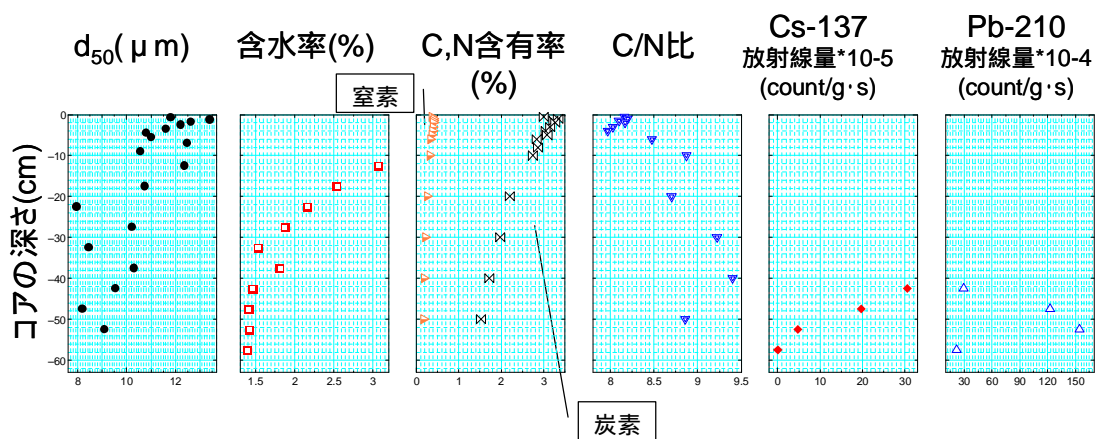 d50(μm)
含水率(%)
C,N含有率
(%)
C/N比
Cs-137
放射線量*10-5
(count/g·s)
Pb-210
放射線量*10-4
(count/g·s)
窒素
コアの深さ(cm)
0
−10
−20
−30
−40
−50
−60
8 10 12
1.5 2 2.5 3
0 1 2 3
8 8.5 9 9.5
0 10 20 30
30 60 90 120 150
炭素